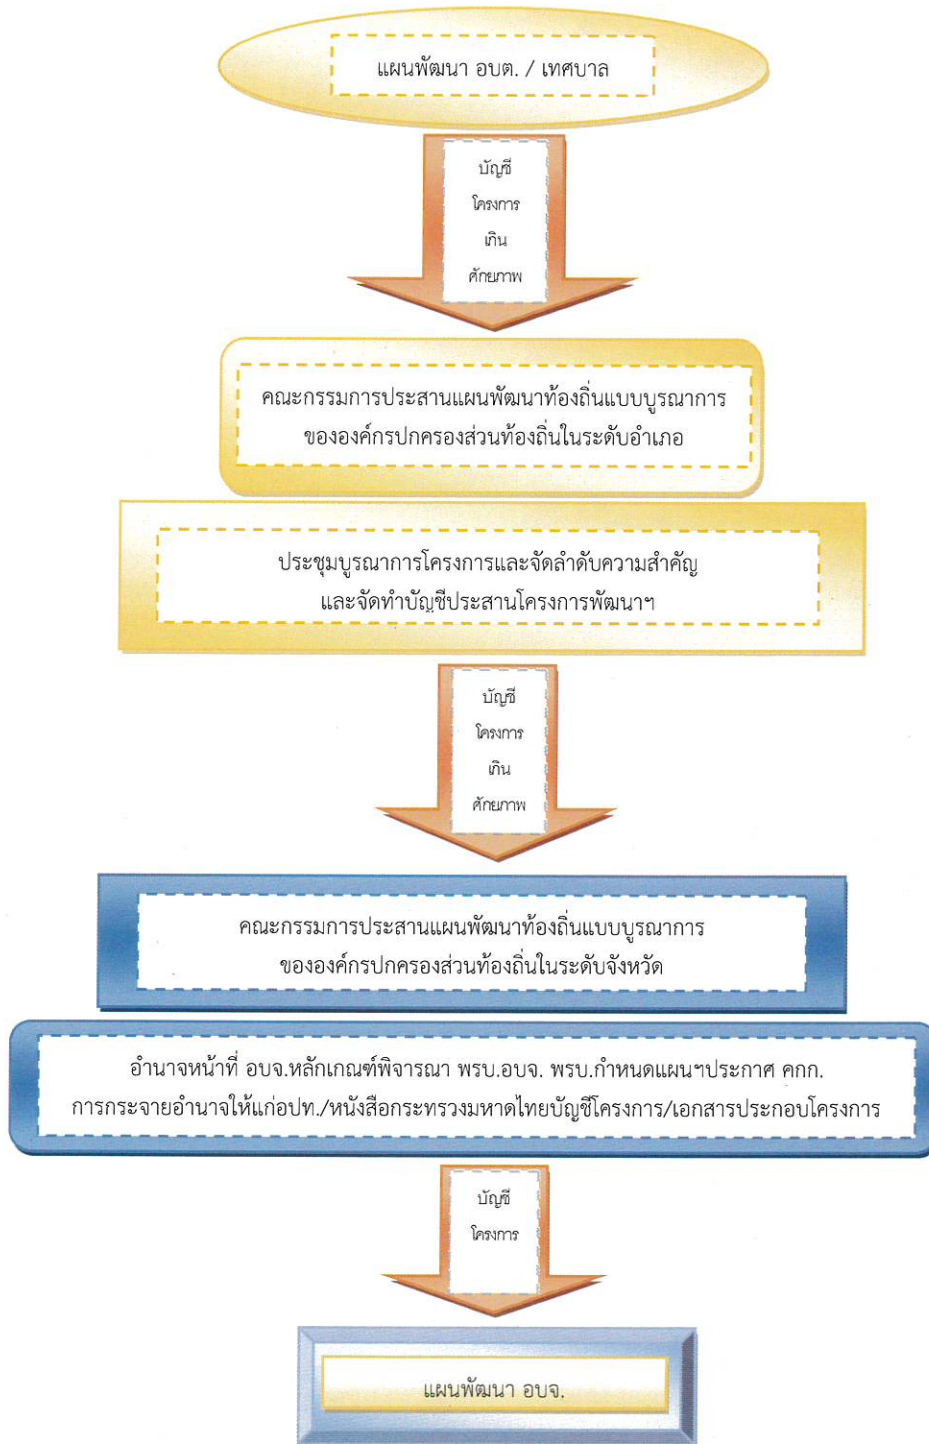 แผนพัฒนา อบต. / เทศบาล
บัญชี
โครงการ
เกิน
ศักยภาพ
คณะกรรมการประสานแผนพัฒนาท้องถิ่นแบบบูรณาการ
ขององค์กรปกครองส่วนท้องถิ่นในระดับอำเภอ
ประชุมบูรณาการโครงการและจัดลำดับความสำคัญ
และจัดทำบัญชีประสานโครงการพัฒนาฯ
บัญชี
โครงการ
เกิน
ศักยภาพ
คณะกรรมการประสานแผนพัฒนาท้องถิ่นแบบบูรณาการ
ขององค์กรปกครองส่วนท้องถิ่นในระดับจังหวัด
อำนาจหน้าที่ อบจ.หลักเกณฑ์พิจารณา พรบ.อบจ. พรบ.กำหนดแผนฯประกาศ คกก.
การกระจายอำนาจให้แก่อปท./หนังสือกระทรวงมหาดไทยบัญชีโครงการ/เอกสารประกอบโครงการ
บัญชี
โครงการ
แผนพัฒนา อบจ.